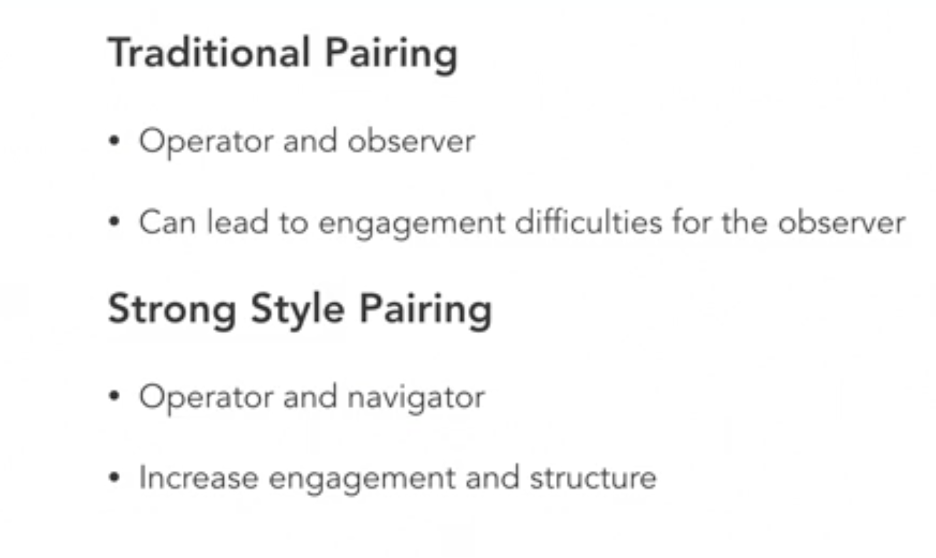 Traditional Pairing
• Operator and observer
• Can lead to engagement difficulties for the observer
Strong Style Pairing
• Operator and navigator
• Increase engagement and structure